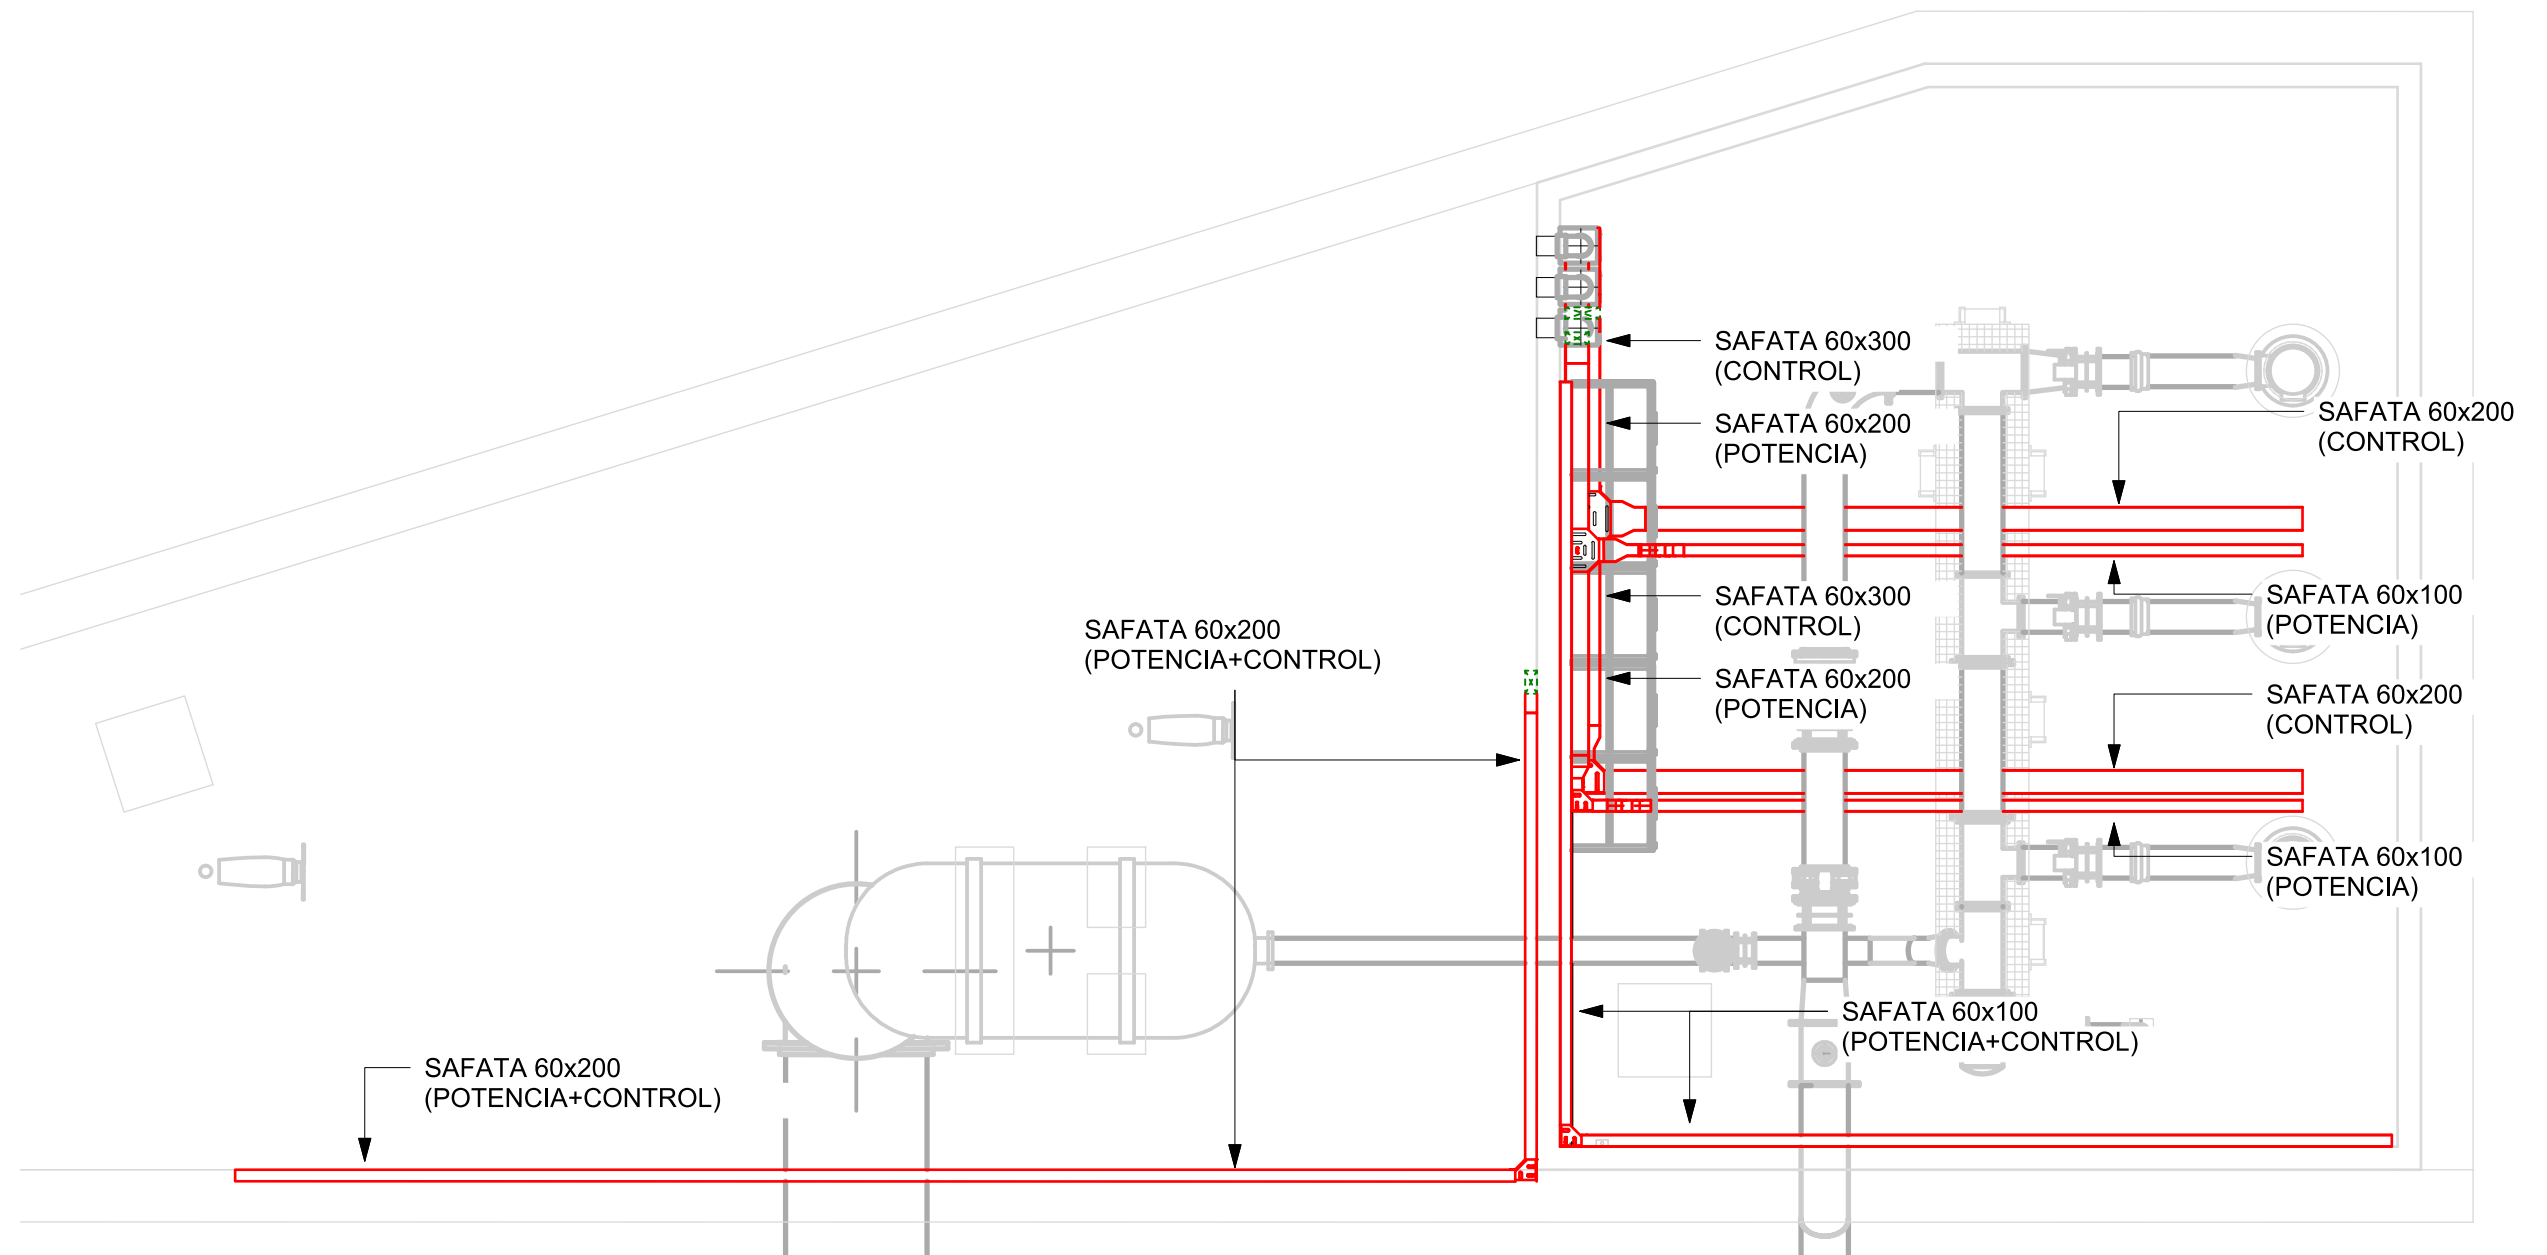 SAFATA 60x300
(CONTROL)
SAFATA 60x200
(POTENCIA)
SAFATA 60x200
(CONTROL)
SAFATA 60x300
(CONTROL)
SAFATA 60x100
(POTENCIA)
SAFATA 60x200
(POTENCIA+CONTROL)
SAFATA 60x200
(POTENCIA)
SAFATA 60x200
(CONTROL)
SAFATA 60x100
(POTENCIA)
SAFATA 60x100
(POTENCIA+CONTROL)
SAFATA 60x200
(POTENCIA+CONTROL)